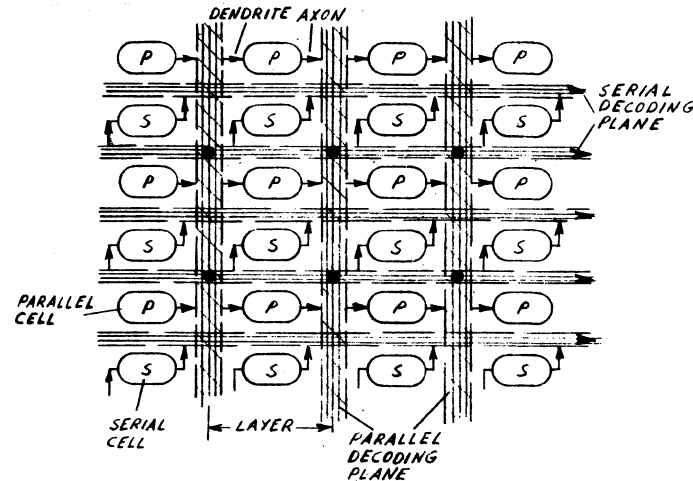 DENDRITE AXON
P P P P
SERIAL
DECODING
PLANE
S S S S
P P P P
S S S S
PARALLEL
CELL
P P P P
S S S S
SERIAL
CELL
LAYER
PARALLEL
DECODING
PLANE